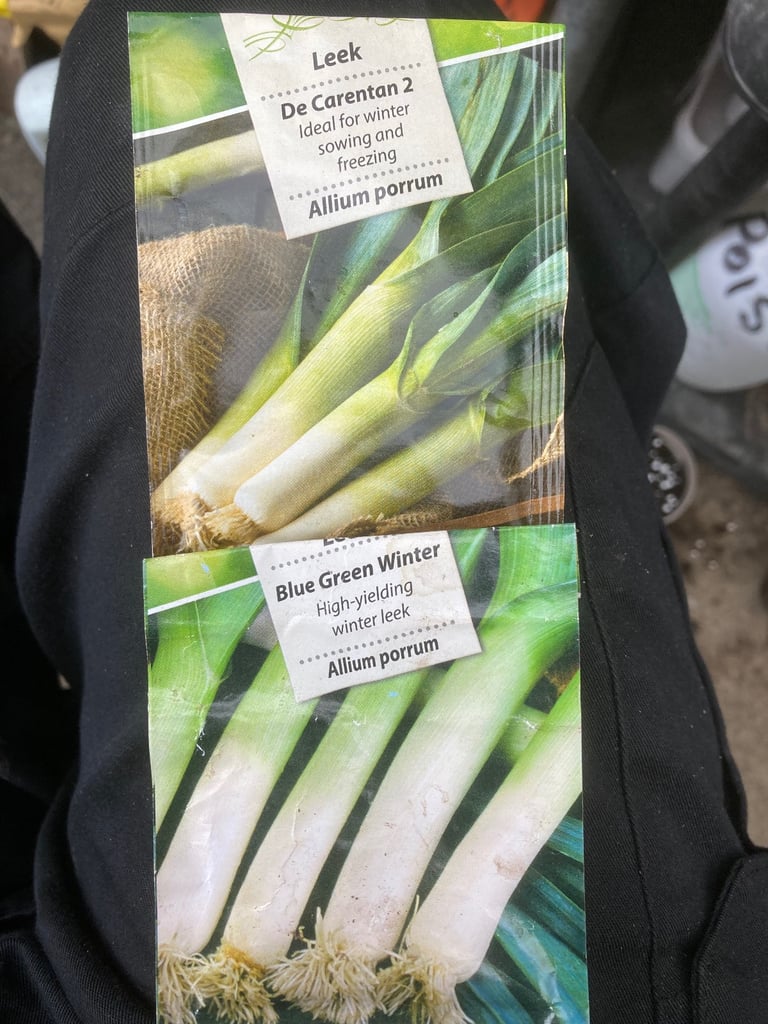 Leek
De Carentan 2
Ideal for winter
sowing and
freezing
Allium porrum
Blue Green Winter
High-yielding
winter leek
Allium porrum